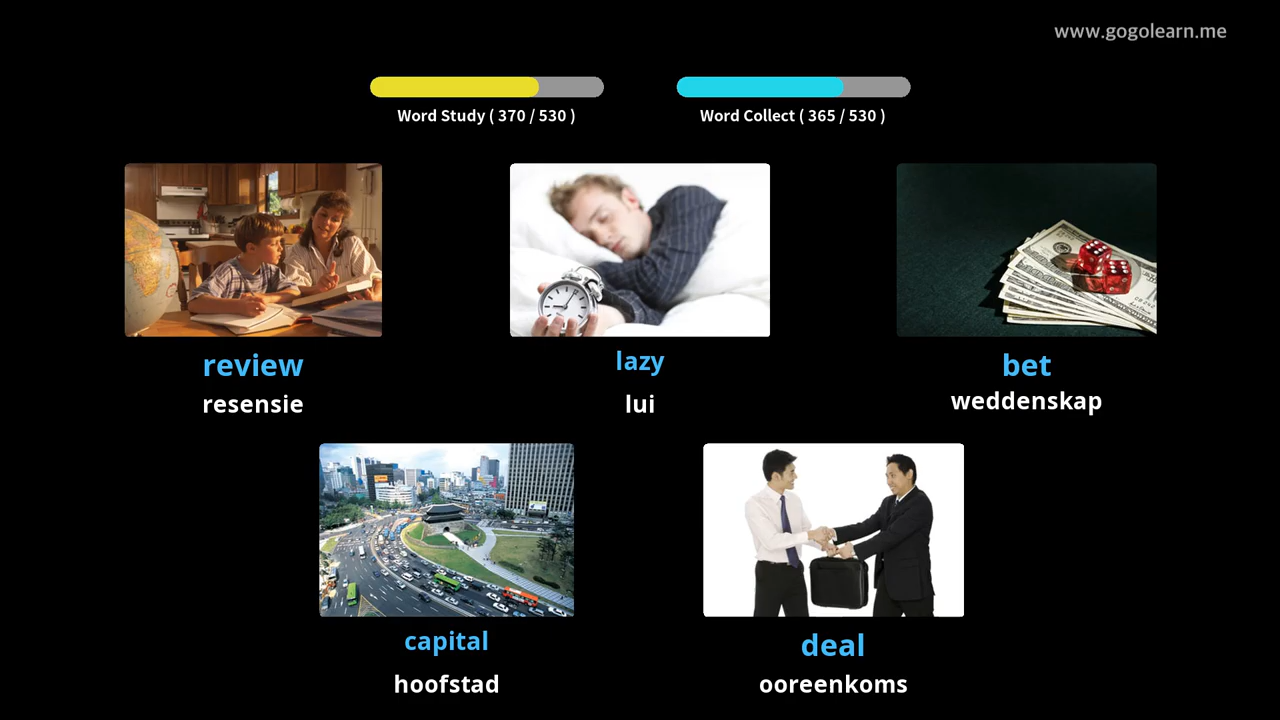 www.gogolearn.me
Word Study ( 370 / 530 )
Word Collect ( 365 / 530 )
review
resensie
lazy
lui
bet
weddenskap
capital
hoofstad
deal
ooreenkoms